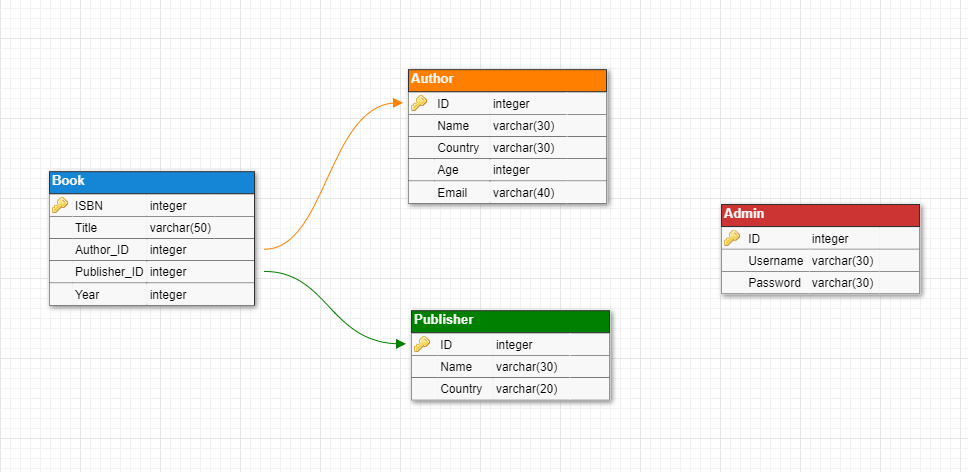 Book
ISBN integer
Title varchar(50)
Author_ID integer
Publisher_ID integer
Year integer
Author
ID integer
Name varchar(30)
Country varchar(30)
Age integer
Email varchar(40)
Publisher
ID integer
Name varchar(30)
Country varchar(20)
Admin
ID integer
Username varchar(30)
Password varchar(30)